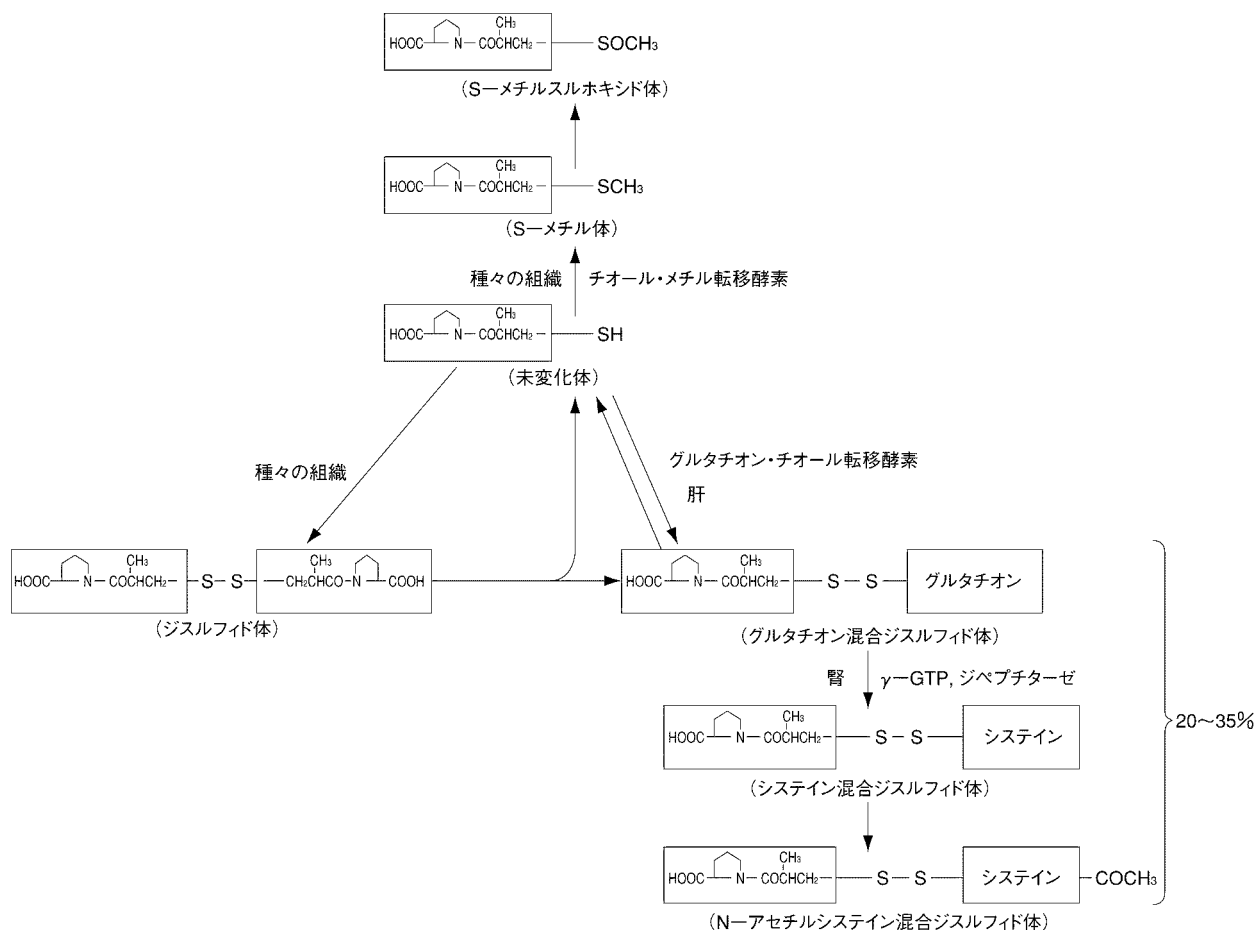 CH₃
HOOC N COCHCH₂ SOCH₃
(S-メチルスルホキシド体)
CH₃
HOOC N COCHCH₂ SCH₃
(S-メチル体)
種々の組織 チオール・メチル転移酵素
CH₃
HOOC N COCHCH₂ SH
(未変化体)
種々の組織
グルタチオン・チオール転移酵素
肝
CH₃ CH₃ CH₃
HOOC N COCHCH₂ S S CH₂CHCO N COOH HOOC N COCHCH₂ S S グルタチオン
(ジスルフィド体) (グルタチオン混合ジスルフィド体)
腎 γ-GTP, ジペプチターゼ
CH₃
HOOC N COCHCH₂ S S システイン
(システイン混合ジスルフィド体)
20〜35%
CH₃
HOOC N COCHCH₂ S S システイン COCH₃
(N-アセチルシステイン混合ジスルフィド体)